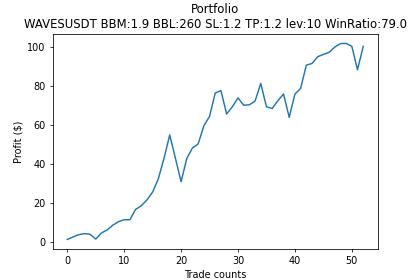 Portfolio
WAVESUSDT BBM:1.9 BBL:260 SL:1.2 TP:1.2 lev:10 WinRatio:79.0
100
80
60
40
20
0
Profit ($)
0 10 20 30 40 50
Trade counts